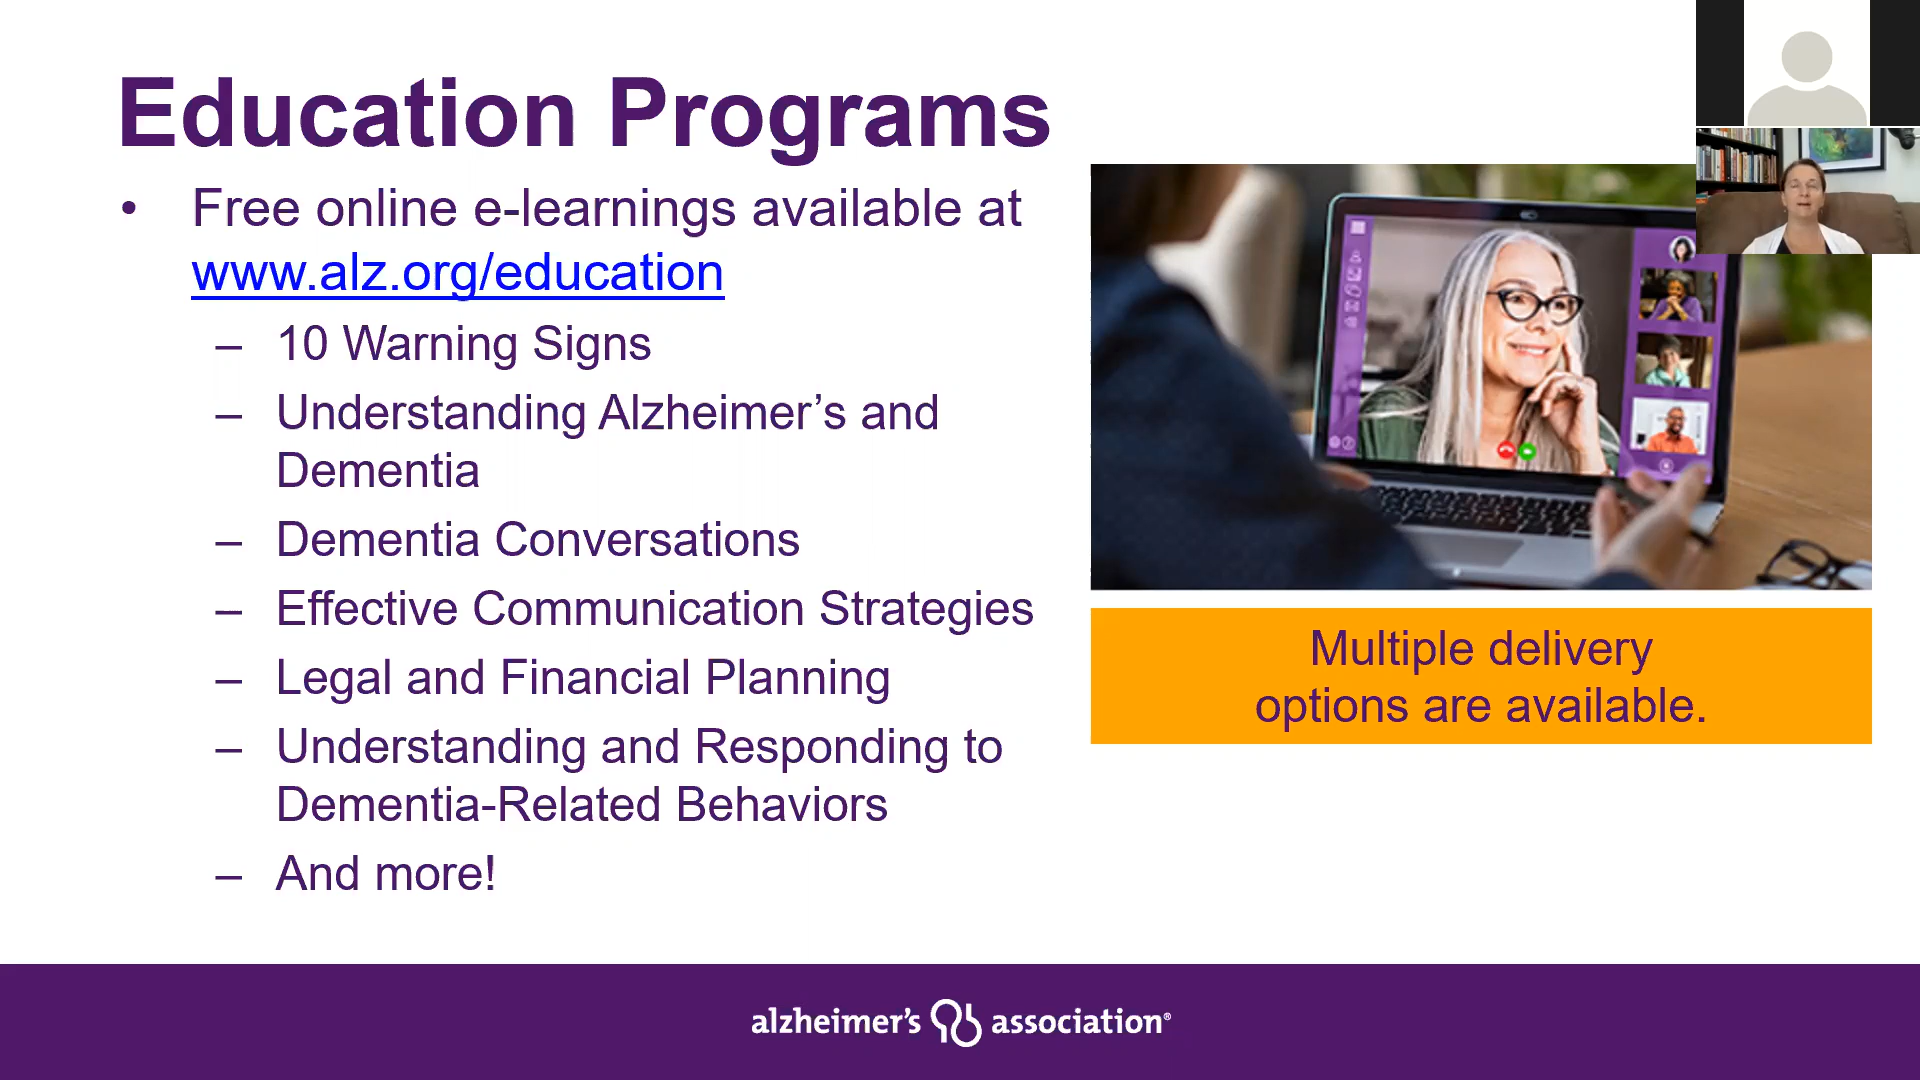 Education Programs
• Free online e-learnings available at
www.alz.org/education
– 10 Warning Signs
– Understanding Alzheimer’s and
Dementia
– Dementia Conversations
– Effective Communication Strategies
– Legal and Financial Planning
– Understanding and Responding to
Dementia-Related Behaviors
– And more!
Multiple delivery
options are available.
alzheimer's association®